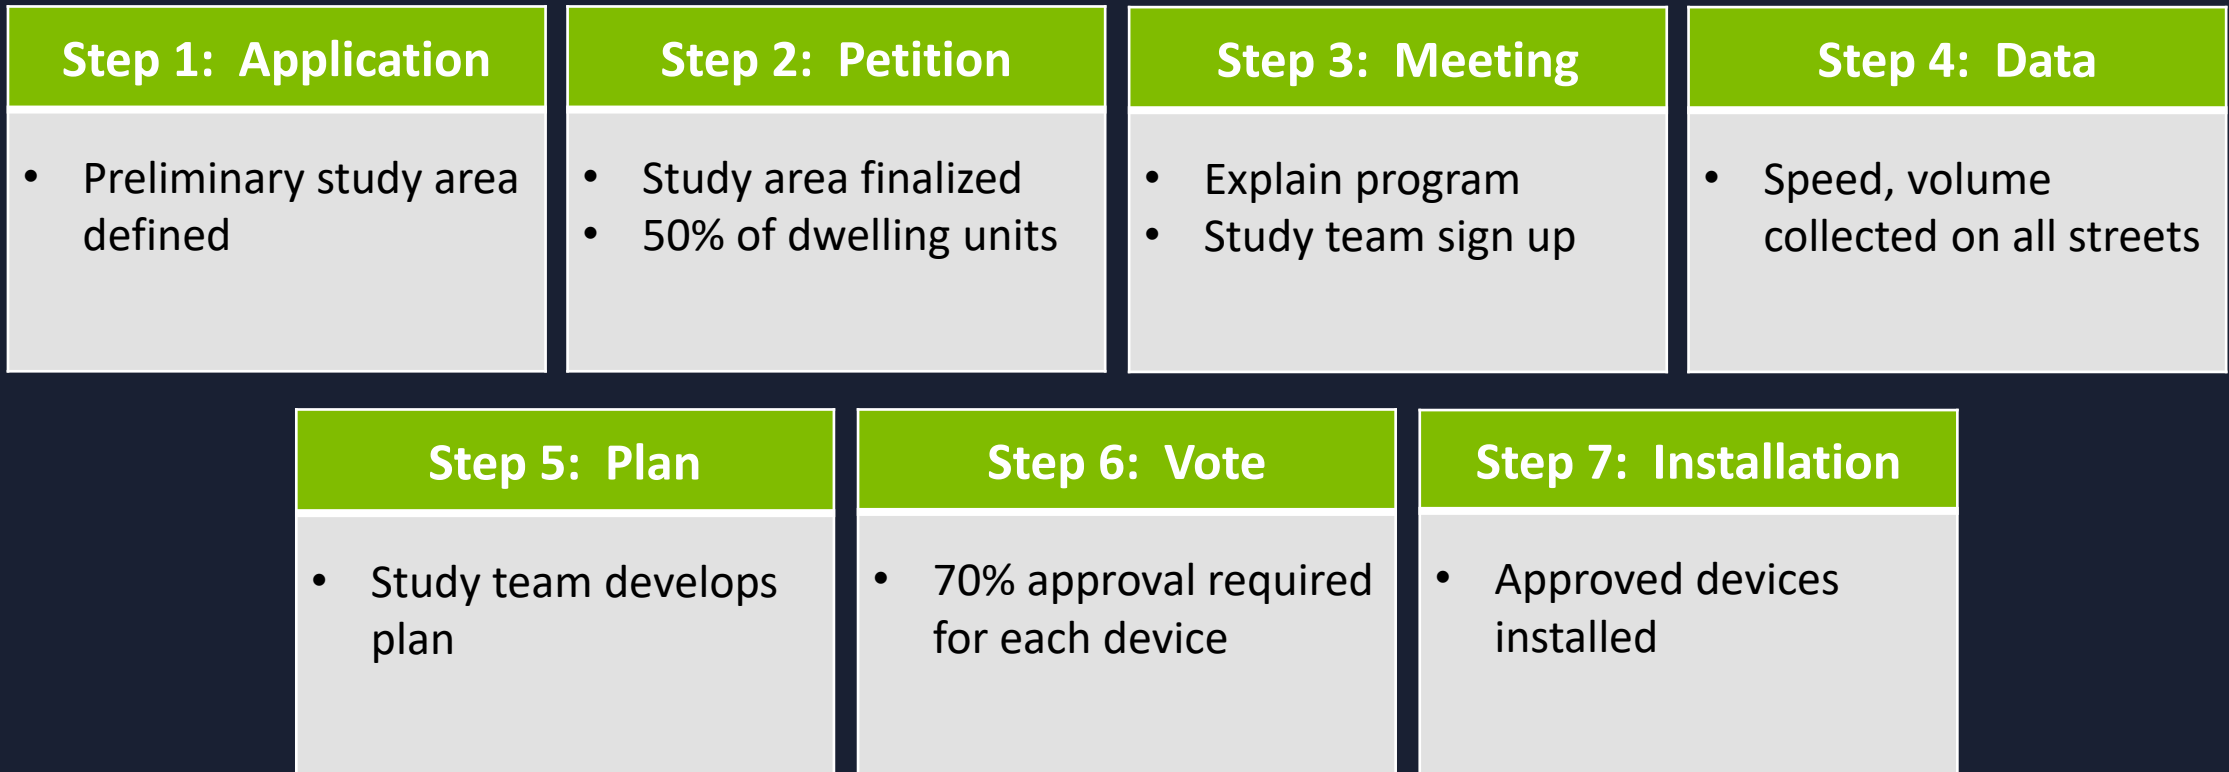 Step 1:  Application
• Preliminary study area
defined
Step 2:  Petition
• Study area finalized
• 50% of dwelling units
Step 3:  Meeting
• Explain program
• Study team sign up
Step 4:  Data
• Speed, volume
collected on all streets
Step 5:  Plan
• Study team develops
plan
Step 6:  Vote
• 70% approval required
for each device
Step 7:  Installation
• Approved devices
installed